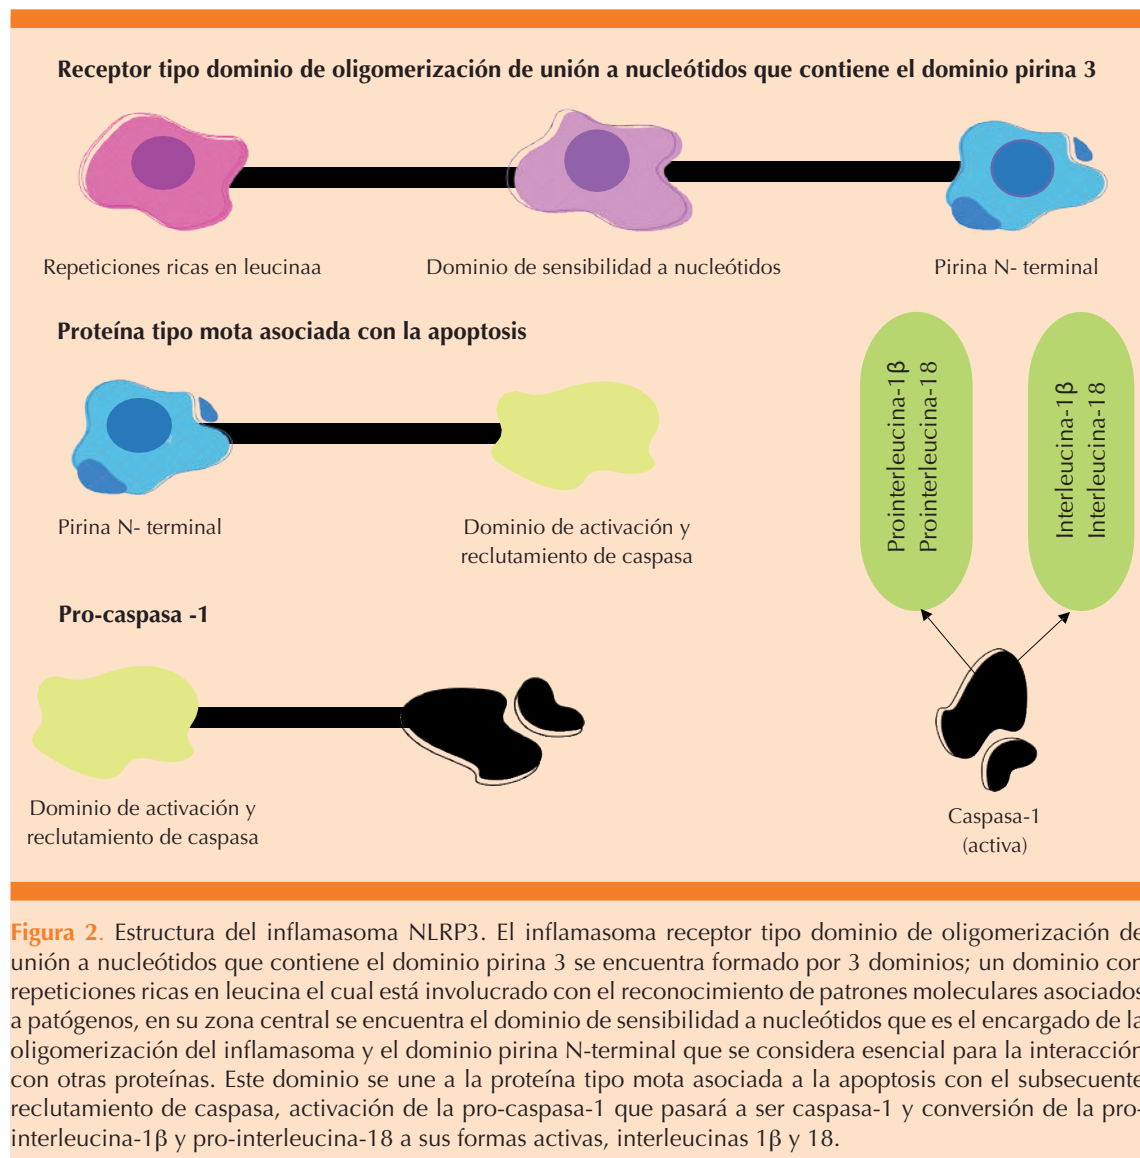 Receptor tipo dominio de oligomerización de unión a nucleótidos que contiene el dominio pirina 3
Repeticiones ricas en leucinaa
Dominio de sensibilidad a nucleótidos
Pirina N- terminal
Proteína tipo mota asociada con la apoptosis
Pirina N- terminal
Dominio de activación y
reclutamiento de caspasa
Prointerleucina-1β
Prointerleucina-18
Interleucina-1β
Interleucina-18
Pro-caspasa -1
Dominio de activación y
reclutamiento de caspasa
Caspasa-1
(activa)
Figura 2. Estructura del inflamasoma NLRP3. El inflamasoma receptor tipo dominio de oligomerización de
unión a nucleótidos que contiene el dominio pirina 3 se encuentra formado por 3 dominios; un dominio con
repeticiones ricas en leucina el cual está involucrado con el reconocimiento de patrones moleculares asociados
a patógenos, en su zona central se encuentra el dominio de sensibilidad a nucleótidos que es el encargado de la
oligomerización del inflamasoma y el dominio pirina N-terminal que se considera esencial para la interacción
con otras proteínas. Este dominio se une a la proteína tipo mota asociada a la apoptosis con el subsecuente
reclutamiento de caspasa, activación de la pro-caspasa-1 que pasará a ser caspasa-1 y conversión de la pro-
interleucina-1β y pro-interleucina-18 a sus formas activas, interleucinas 1β y 18.